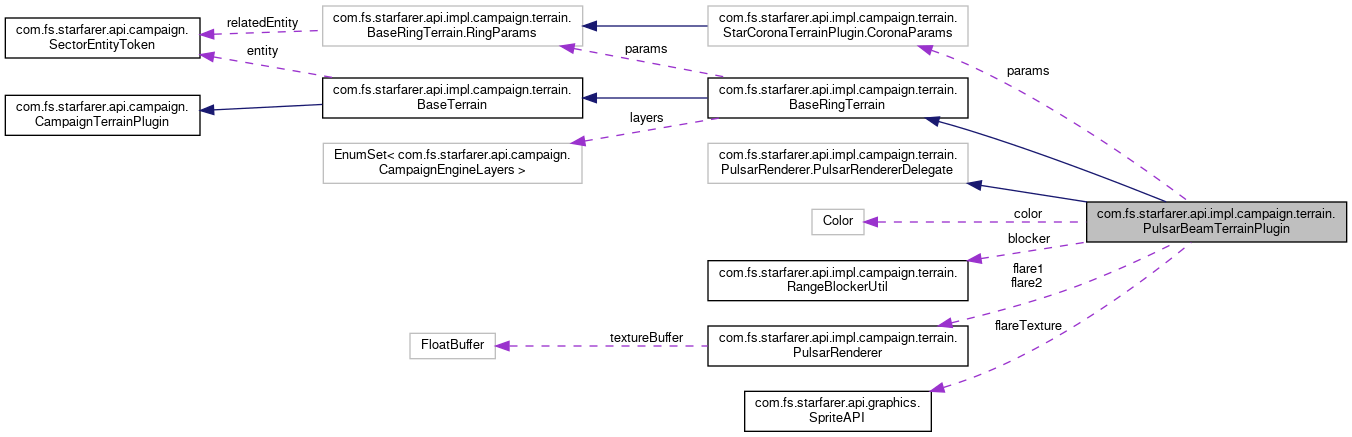 com.fs.starfarer.api.campaign.
SectorEntityToken
relatedEntity
entity
com.fs.starfarer.api.campaign.
CampaignTerrainPlugin
com.fs.starfarer.api.impl.campaign.terrain.
BaseRingTerrain.RingParams
com.fs.starfarer.api.impl.campaign.terrain.
BaseTerrain
EnumSet< com.fs.starfarer.api.campaign.
CampaignEngineLayers >
FloatBuffer
params
layers
textureBuffer
com.fs.starfarer.api.impl.campaign.terrain.
StarCoronaTerrainPlugin.CoronaParams
com.fs.starfarer.api.impl.campaign.terrain.
BaseRingTerrain
com.fs.starfarer.api.impl.campaign.terrain.
PulsarRenderer.PulsarRendererDelegate
Color
com.fs.starfarer.api.impl.campaign.terrain.
RangeBlockerUtil
com.fs.starfarer.api.impl.campaign.terrain.
PulsarRenderer
com.fs.starfarer.api.graphics.
SpriteAPI
params
color
blocker
flare1
flare2
flareTexture
com.fs.starfarer.api.impl.campaign.terrain.
PulsarBeamTerrainPlugin